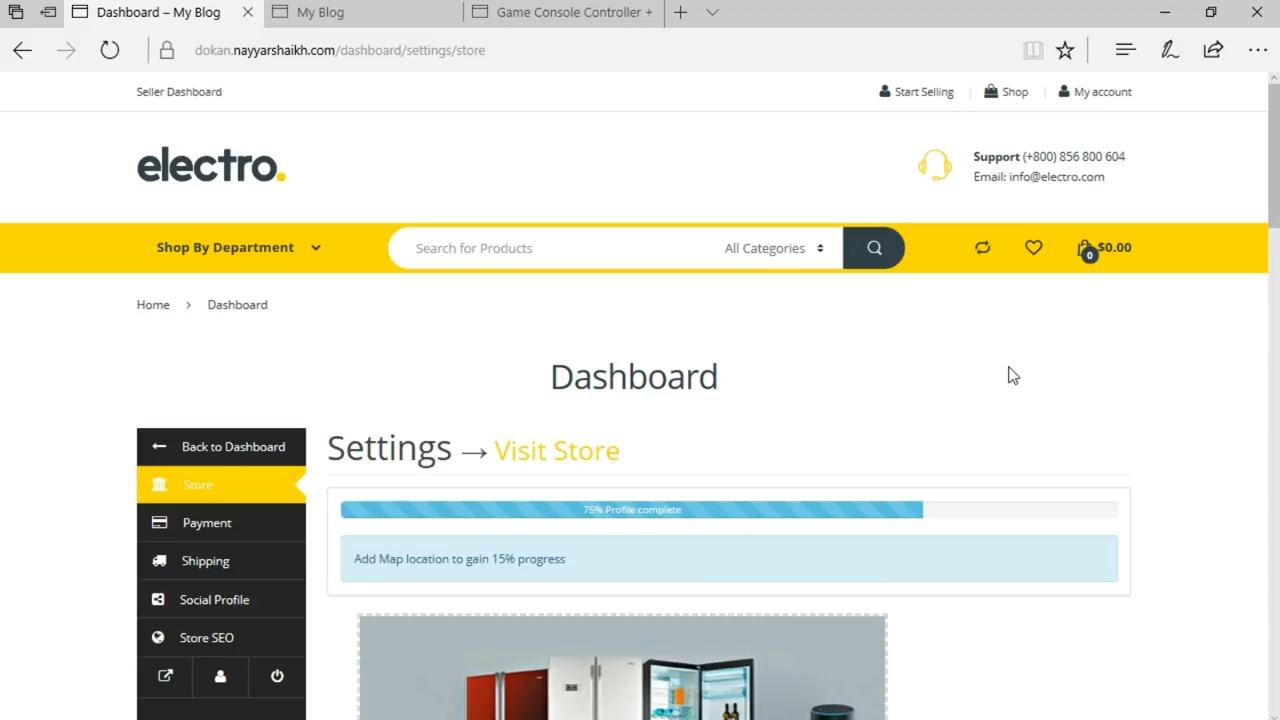 Dashboard – My Blog
My Blog
Game Console Controller +
dokan.nayyarshaikh.com/dashboard/settings/store
Seller Dashboard
Start Selling
Shop
My account
electro.
Support (+800) 856 800 604
Email: info@electro.com
Shop By Department
Search for Products
All Categories
0
$0.00
Home
Dashboard
Dashboard
Back to Dashboard
Store
Payment
Shipping
Social Profile
Store SEO
Settings → Visit Store
75% Profile complete
Add Map location to gain 15% progress